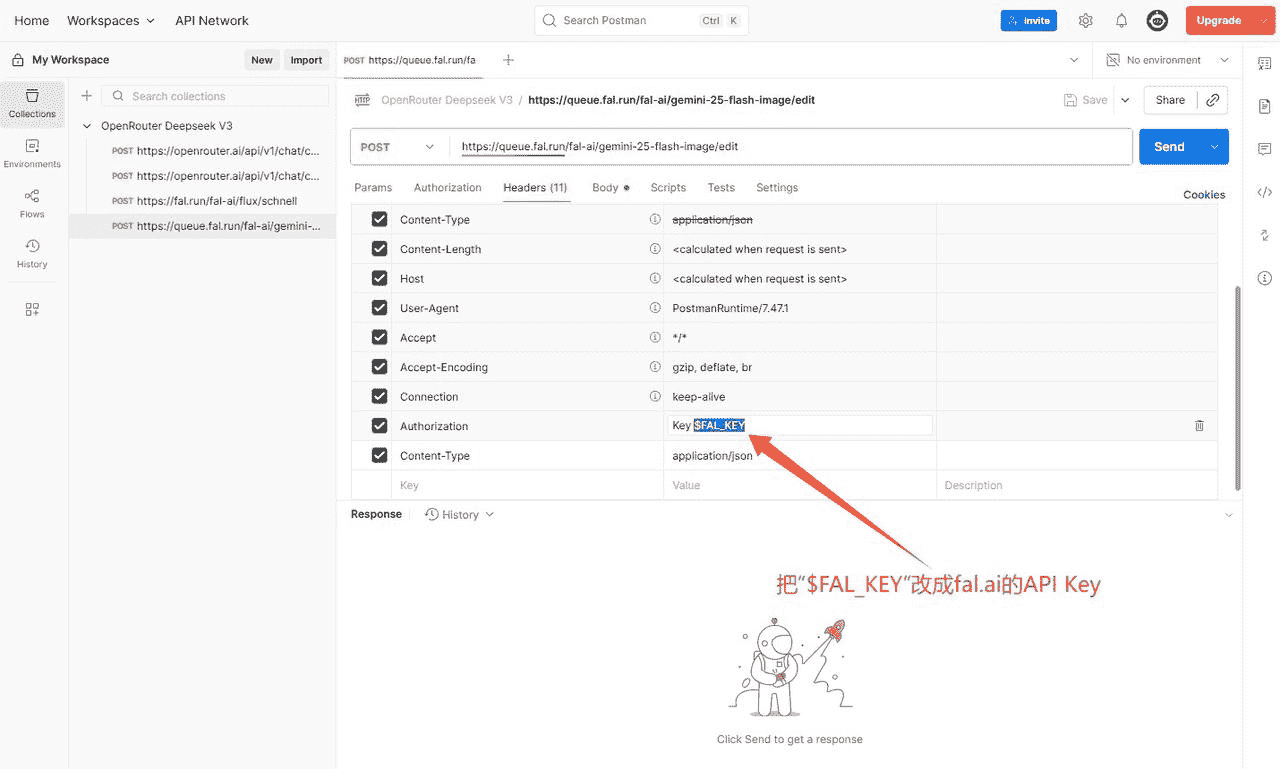 Home Workspaces API Network Search Postman Ctrl K Invite Upgrade
My Workspace New Import POST https://queue.fal.run/fa No environment
Collections
Environments
Flows
History
Search collections
OpenRouter Deepseek V3
POST https://openrouter.ai/api/v1/chat/c...
POST https://openrouter.ai/api/v1/chat/c...
POST https://fal.run/fal-ai/flux/schnell
POST https://queue.fal.run/fal-ai/gemini-...
HTTP OpenRouter Deepseek V3 / https://queue.fal.run/fal-ai/gemini-25-flash-image/edit Save Share
POST https://queue.fal.run/fal-ai/gemini-25-flash-image/edit Send
Params Authorization Headers (11) Body Scripts Tests Settings Cookies
Content-Type application/json
Content-Length <calculated when request is sent>
Host <calculated when request is sent>
User-Agent PostmanRuntime/7.47.1
Accept */*
Accept-Encoding gzip, deflate, br
Connection keep-alive
Authorization Key $FAL_KEY
Content-Type application/json
Key Value Description
Response History
把“$FAL_KEY“改成fal.ai的API Key
Click Send to get a response